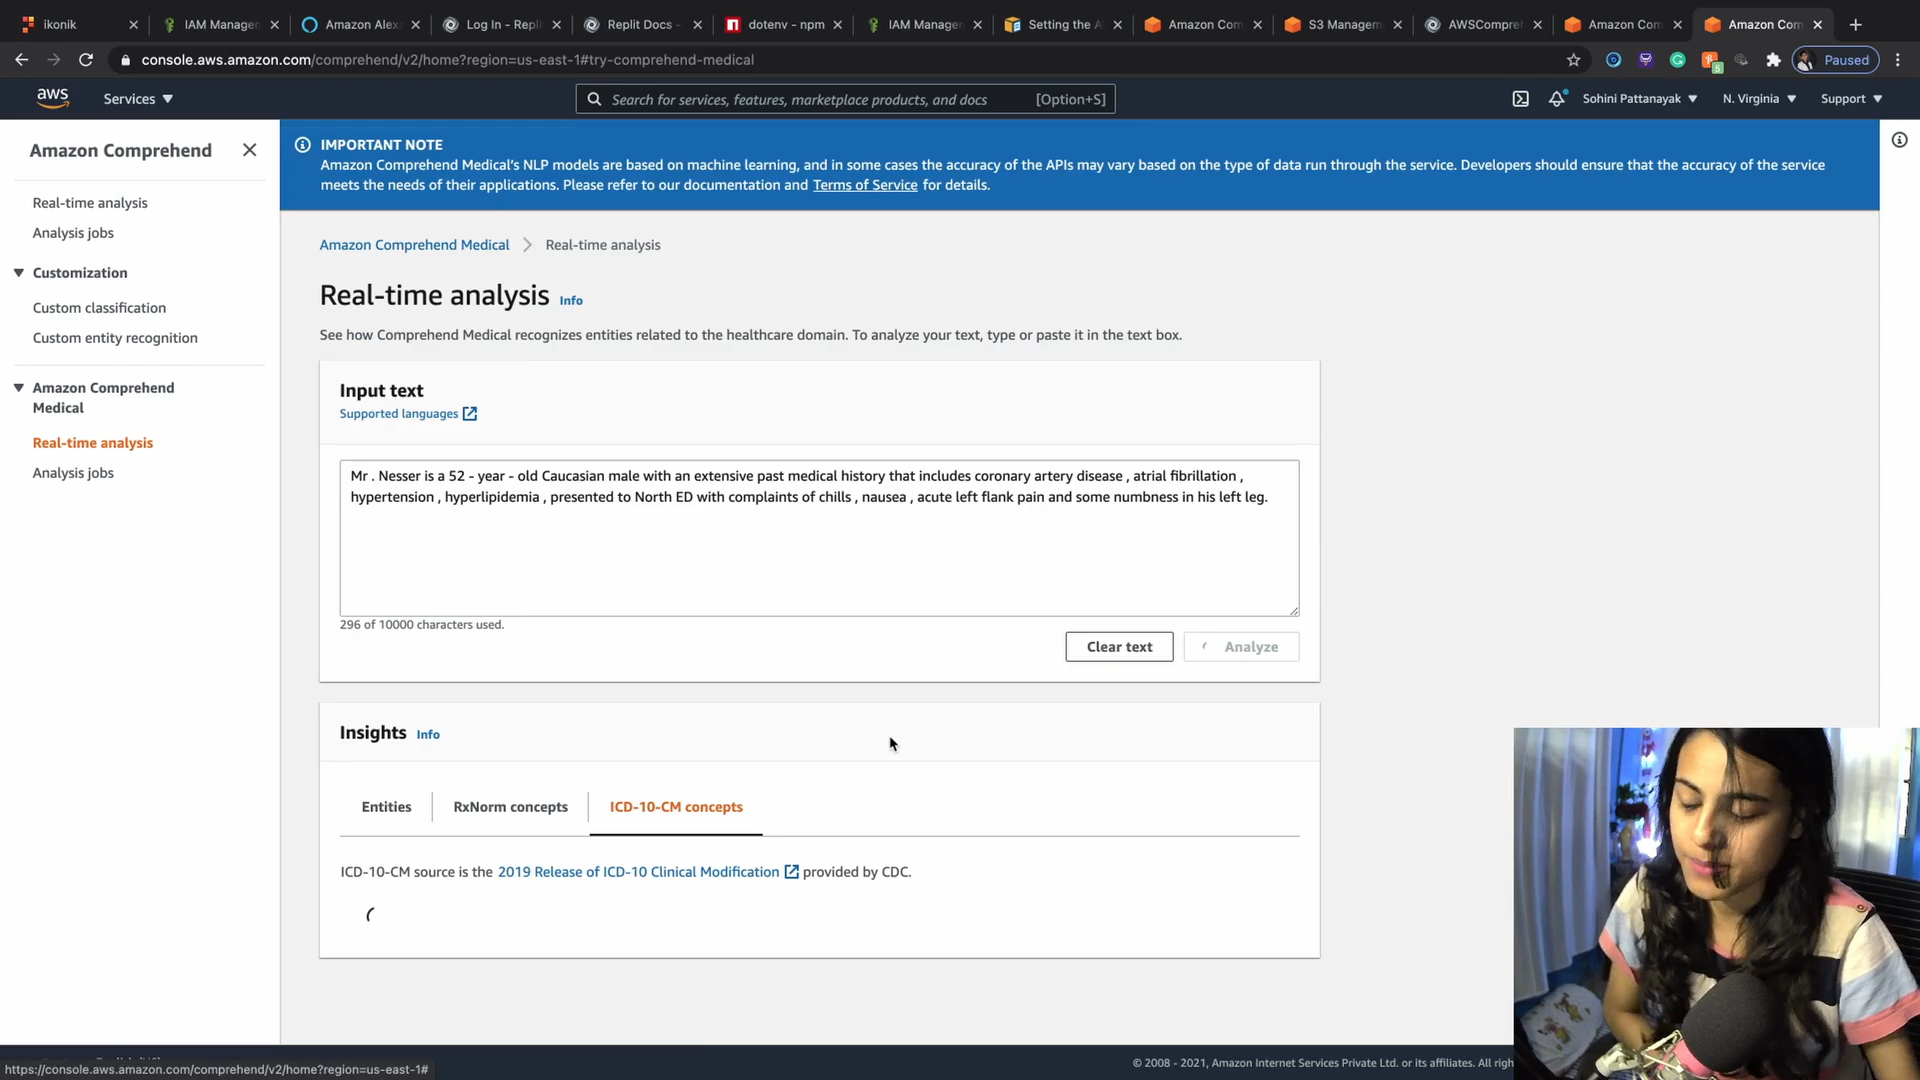 ikonik
IAM Managem
Amazon Alexa
Log In - Repli
Replit Docs -
dotenv - npm
IAM Managem
Setting the A
Amazon Com
S3 Managem
AWSCompreh
Amazon Com
Amazon Com
console.aws.amazon.com/comprehend/v2/home?region=us-east-1#try-comprehend-medical
5
Paused
aws
Services
Search for services, features, marketplace products, and docs
[Option+S]
Sohini Pattanayak
N. Virginia
Support
Amazon Comprehend
Real-time analysis
Analysis jobs
Customization
Custom classification
Custom entity recognition
Amazon Comprehend
Medical
Real-time analysis
Analysis jobs
IMPORTANT NOTE
Amazon Comprehend Medical's NLP models are based on machine learning, and in some cases the accuracy of the APIs may vary based on the type of data run through the service. Developers should ensure that the accuracy of the service
meets the needs of their applications. Please refer to our documentation and Terms of Service for details.
Amazon Comprehend Medical
Real-time analysis
Real-time analysis Info
See how Comprehend Medical recognizes entities related to the healthcare domain. To analyze your text, type or paste it in the text box.
Input text
Supported languages
Mr . Nesser is a 52 - year - old Caucasian male with an extensive past medical history that includes coronary artery disease , atrial fibrillation ,
hypertension , hyperlipidemia , presented to North ED with complaints of chills , nausea , acute left flank pain and some numbness in his left leg.
296 of 10000 characters used.
Clear text
Analyze
Insights Info
Entities
RxNorm concepts
ICD-10-CM concepts
ICD-10-CM source is the 2019 Release of ICD-10 Clinical Modification provided by CDC.
© 2008 - 2021, Amazon Internet Services Private Ltd. or its affiliates. All righ
https://console.aws.amazon.com/comprehend/v2/home?region=us-east-1#